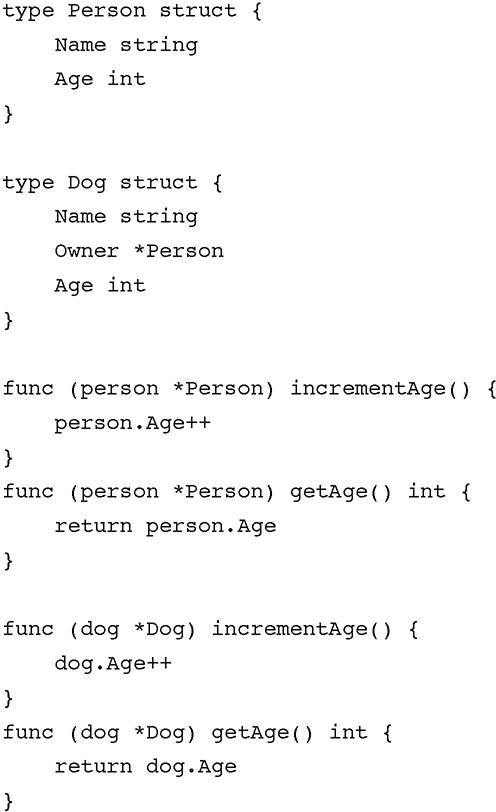 type Person struct {
    Name string
    Age int
}

type Dog struct {
    Name string
    Owner *Person
    Age int
}

func (person *Person) incrementAge() {
    person.Age++
}
func (person *Person) getAge() int {
    return person.Age
}

func (dog *Dog) incrementAge() {
    dog.Age++
}
func (dog *Dog) getAge() int {
    return dog.Age
}